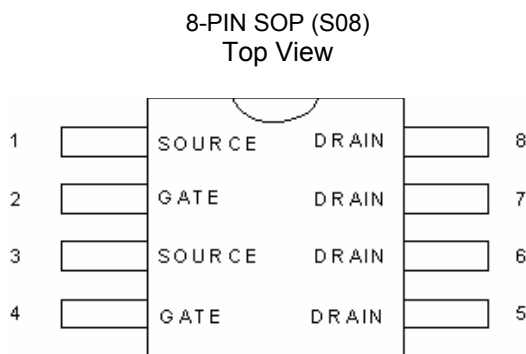 8-PIN SOP (S08)
Top View
1 SOURCE DRAIN 8
2 GATE DRAIN 7
3 SOURCE DRAIN 6
4 GATE DRAIN 5